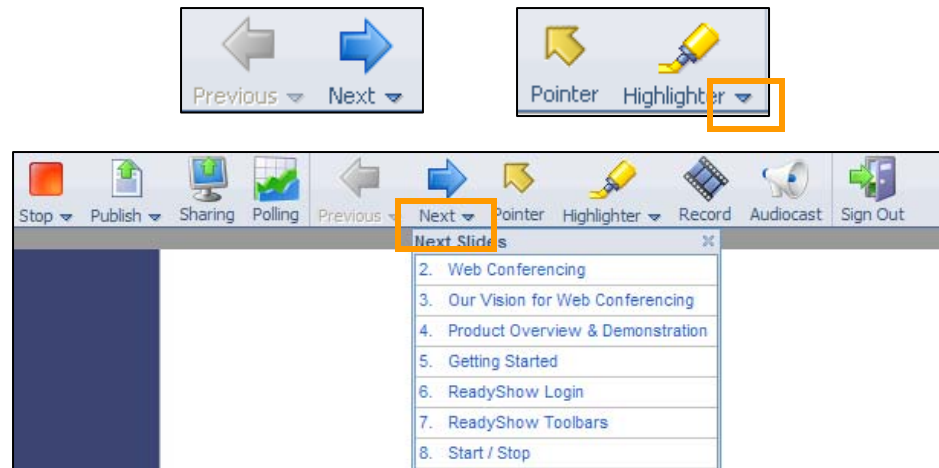 Previous Next
Pointer Highlighter
Stop Publish Sharing Polling Previous Next Pointer Highlighter Record Audiocast Sign Out
Next Slides
2. Web Conferencing
3. Our Vision for Web Conferencing
4. Product Overview & Demonstration
5. Getting Started
6. ReadyShow Login
7. ReadyShow Toolbars
8. Start / Stop